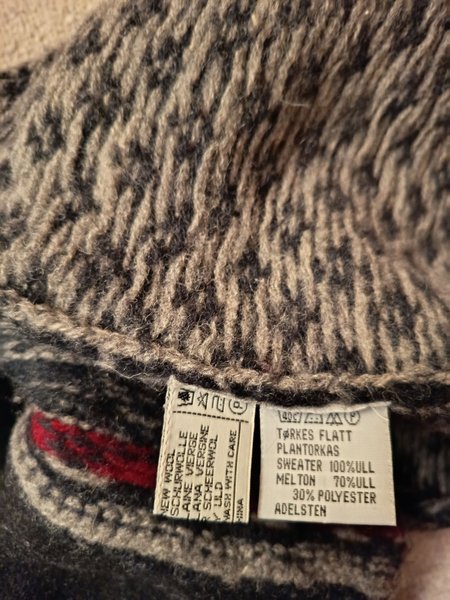 NEW WOOL
SCHURWOLLE
LAINE VIERGE
LANA VERGINE
SCHEERWOL
ULD
WASH WITH CARE
TØRKES FLATT
PLANTORKAS
SWEATER 100%ULL
MELTON 70%ULL
30% POLYESTER
ADELSTEN